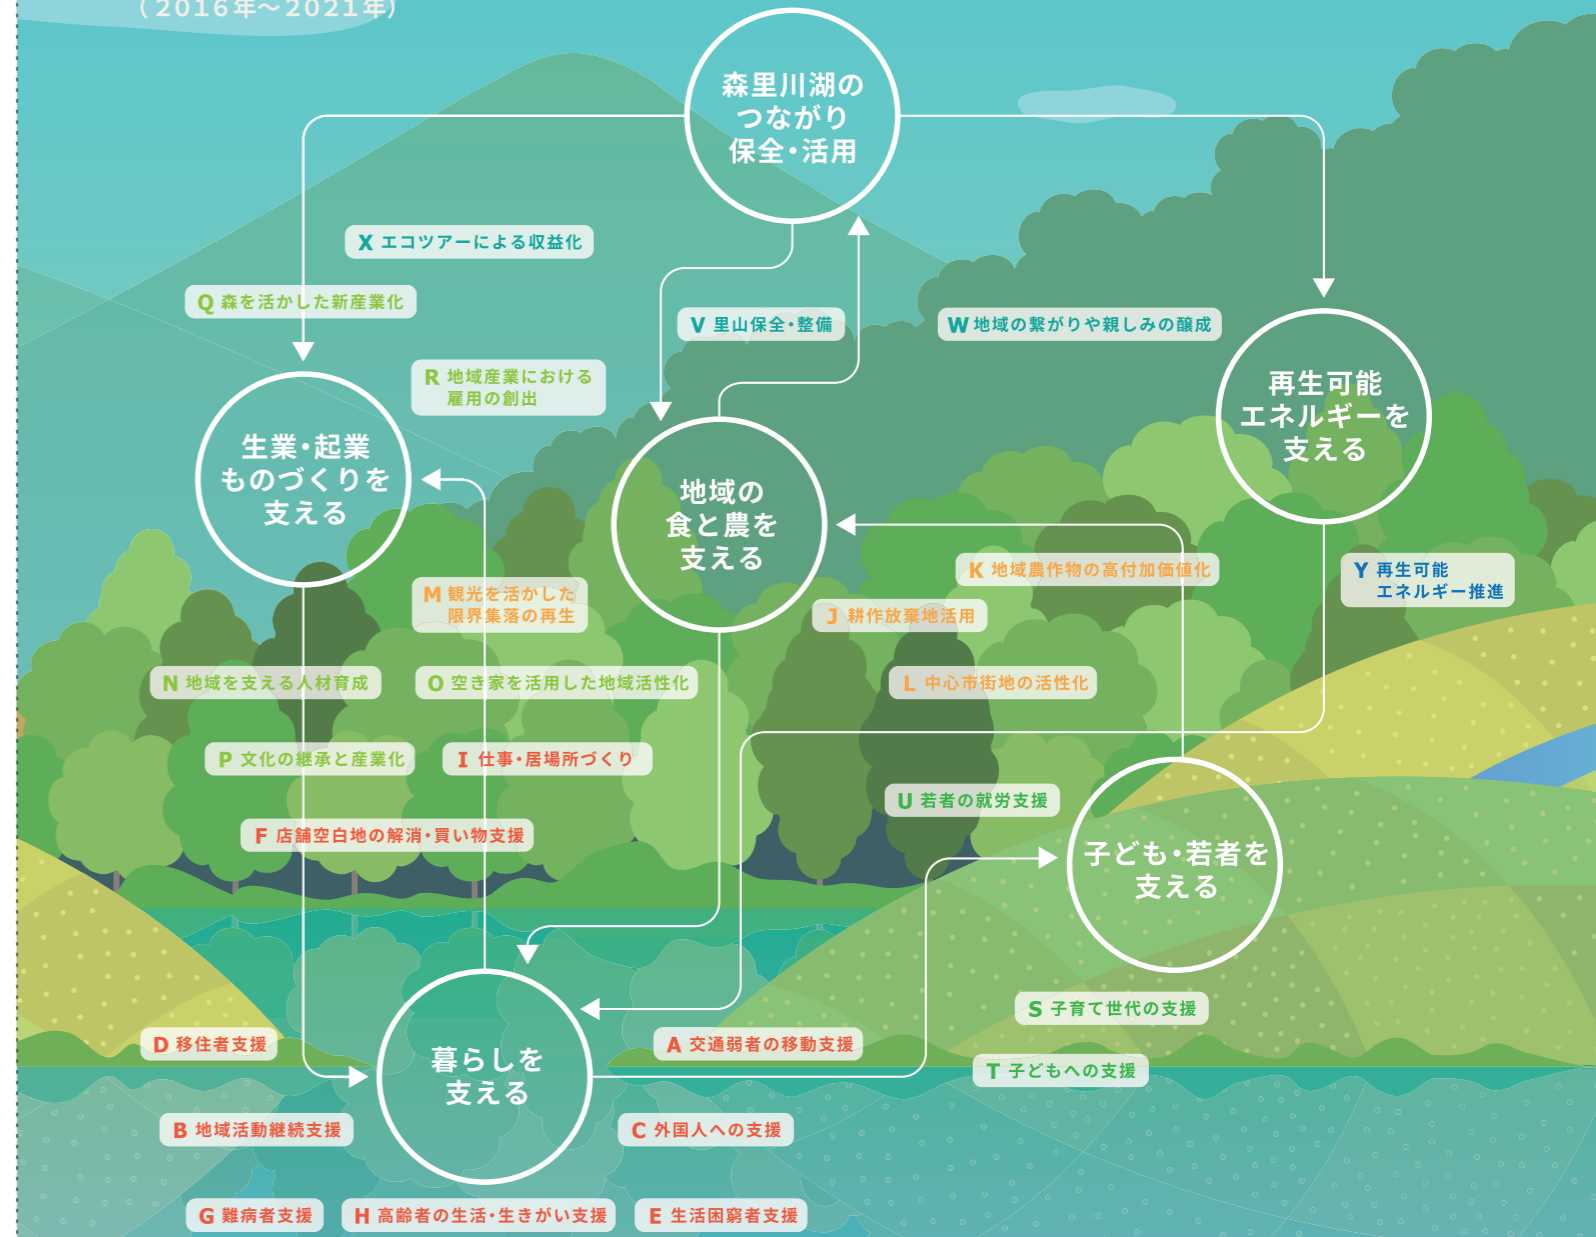 （2016年～2021年）
森里川湖の
つながり
保全・活用
X エコツアーによる収益化
Q 森を活かした新産業化
V 里山保全・整備
W 地域の繋がりや親しみの醸成
R 地域産業における
雇用の創出
再生可能
エネルギーを
支える
生業・起業
ものづくりを
支える
地域の
食と農を
支える
K 地域農作物の高付加価値化
Y 再生可能
エネルギー推進
M 観光を活かした
限界集落の再生
J 耕作放棄地活用
N 地域を支える人材育成
O 空き家を活用した地域活性化
L 中心市街地の活性化
P 文化の継承と産業化
I 仕事・居場所づくり
U 若者の就労支援
F 店舗空白地の解消・買い物支援
子ども・若者を
支える
S 子育て世代の支援
D 移住者支援
暮らしを
支える
A 交通弱者の移動支援
T 子どもへの支援
B 地域活動継続支援
C 外国人への支援
G 難病者支援
H 高齢者の生活・生きがい支援
E 生活困窮者支援